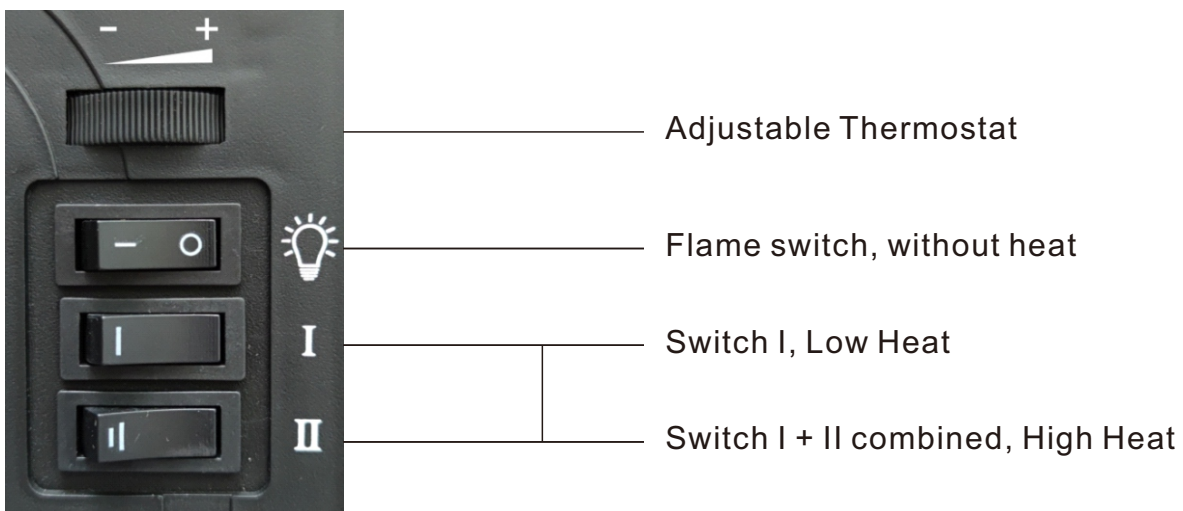 - +
Adjustable Thermostat
– O
Flame switch, without heat
I
I
Switch I, Low Heat
II
II
Switch I + II combined, High Heat